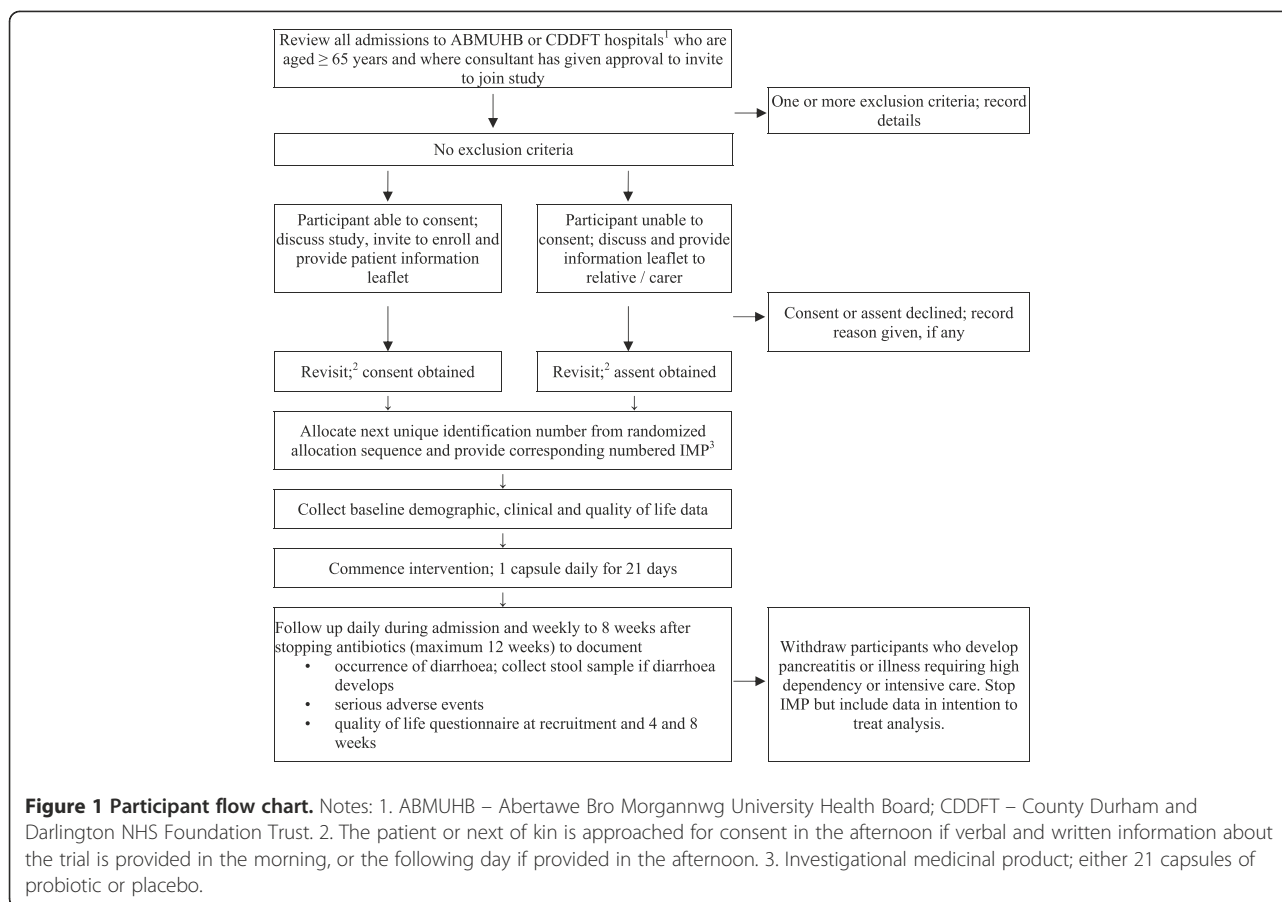 Review all admissions to ABMUHB or CDDFT hospitals¹ who are
aged ≥ 65 years and where consultant has given approval to invite
to join study
One or more exclusion criteria; record
details
No exclusion criteria
Participant able to consent;
discuss study, invite to enroll and
provide patient information
leaflet
Participant unable to
consent; discuss and provide
information leaflet to
relative / carer
Consent or assent declined; record
reason given, if any
Revisit;² consent obtained
Revisit;² assent obtained
Allocate next unique identification number from randomized
allocation sequence and provide corresponding numbered IMP³
Collect baseline demographic, clinical and quality of life data
Commence intervention; 1 capsule daily for 21 days
Follow up daily during admission and weekly to 8 weeks after
stopping antibiotics (maximum 12 weeks) to document
• occurrence of diarrhoea; collect stool sample if diarrhoea
develops
• serious adverse events
• quality of life questionnaire at recruitment and 4 and 8
weeks
Withdraw participants who develop
pancreatitis or illness requiring high
dependency or intensive care. Stop
IMP but include data in intention to
treat analysis.
Figure 1 Participant flow chart. Notes: 1. ABMUHB – Abertawe Bro Morgannwg University Health Board; CDDFT – County Durham and
Darlington NHS Foundation Trust. 2. The patient or next of kin is approached for consent in the afternoon if verbal and written information about
the trial is provided in the morning, or the following day if provided in the afternoon. 3. Investigational medicinal product; either 21 capsules of
probiotic or placebo.